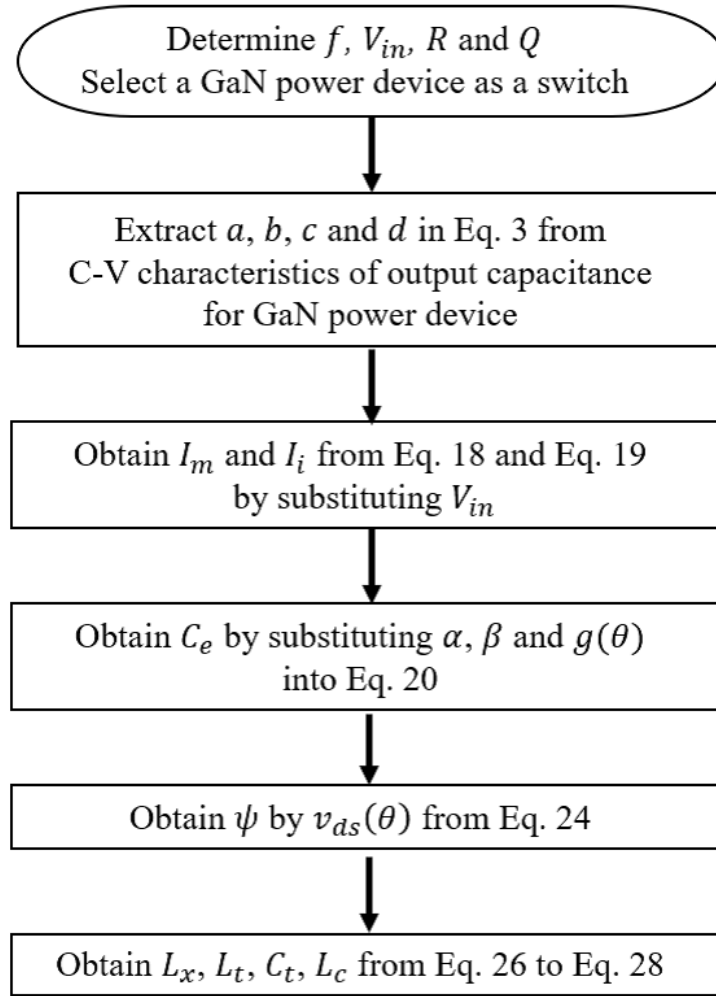 Determine f, V_in, R and Q
Select a GaN power device as a switch
Extract a, b, c and d in Eq. 3 from
C-V characteristics of output capacitance
for GaN power device
Obtain I_m and I_i from Eq. 18 and Eq. 19
by substituting V_in
Obtain C_e by substituting α, β and g(θ)
into Eq. 20
Obtain ψ by v_ds(θ) from Eq. 24
Obtain L_x, L_t, C_t, L_c from Eq. 26 to Eq. 28